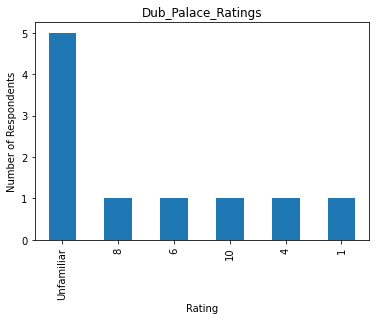 Dub_Palace_Ratings
Number of Respondents
5
4
3
2
1
0
Unfamiliar
8
6
10
4
1
Rating